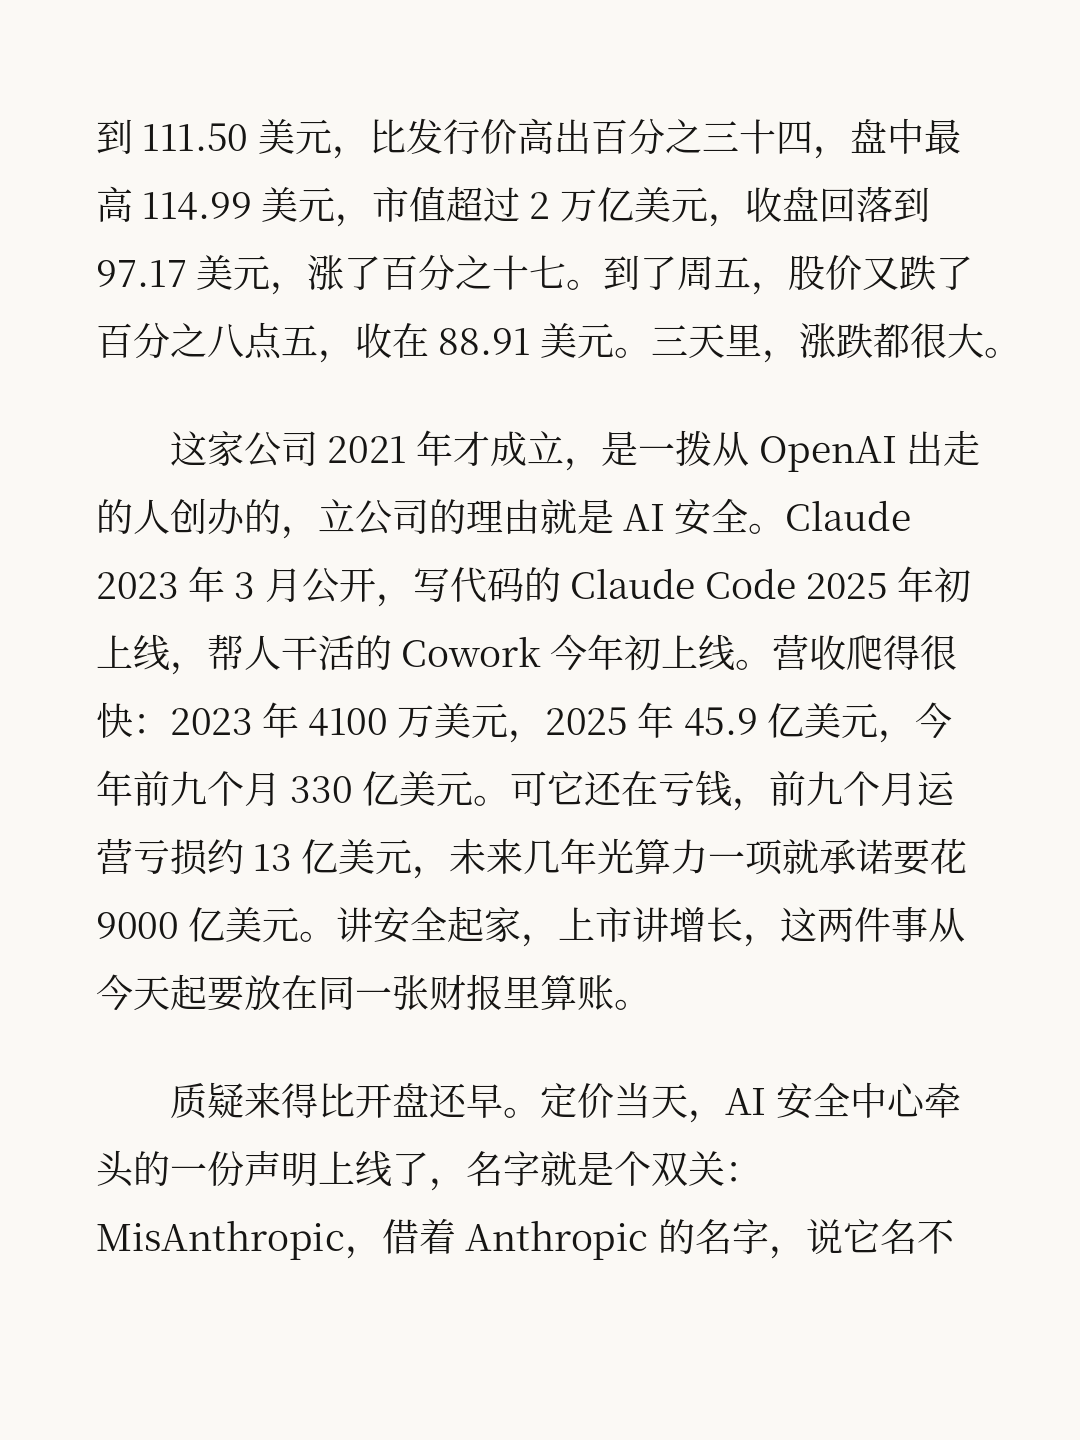 到 111.50 美元，比发行价高出百分之三十四，盘中最
高 114.99 美元，市值超过 2 万亿美元，收盘回落到
97.17 美元，涨了百分之十七。到了周五，股价又跌了
百分之八点五，收在 88.91 美元。三天里，涨跌都很大。
这家公司 2021 年才成立，是一拨从 OpenAI 出走
的人创办的，立公司的理由就是 AI 安全。Claude
2023 年 3 月公开，写代码的 Claude Code 2025 年初
上线，帮人干活的 Cowork 今年初上线。营收爬得很
快：2023 年 4100 万美元，2025 年 45.9 亿美元，今
年前九个月 330 亿美元。可它还在亏钱，前九个月运
营亏损约 13 亿美元，未来几年光算力一项就承诺要花
9000 亿美元。讲安全起家，上市讲增长，这两件事从
今天起要放在同一张财报里算账。
质疑来得比开盘还早。定价当天，AI 安全中心牵
头的一份声明上线了，名字就是个双关：
MisAnthropic，借着 Anthropic 的名字，说它名不